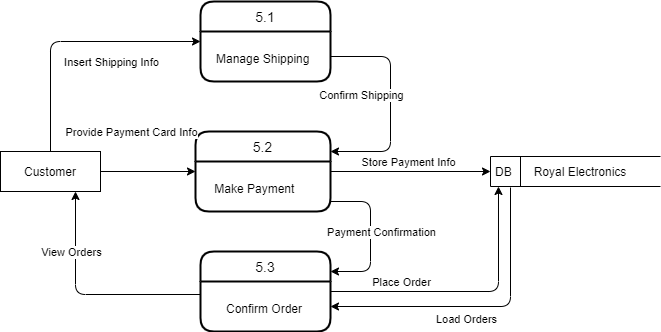 5.1
Manage Shipping
Insert Shipping Info
Confirm Shipping
Provide Payment Card Info
5.2
Make Payment
Store Payment Info
Customer
DB
Royal Electronics
Payment Confirmation
View Orders
5.3
Confirm Order
Place Order
Load Orders